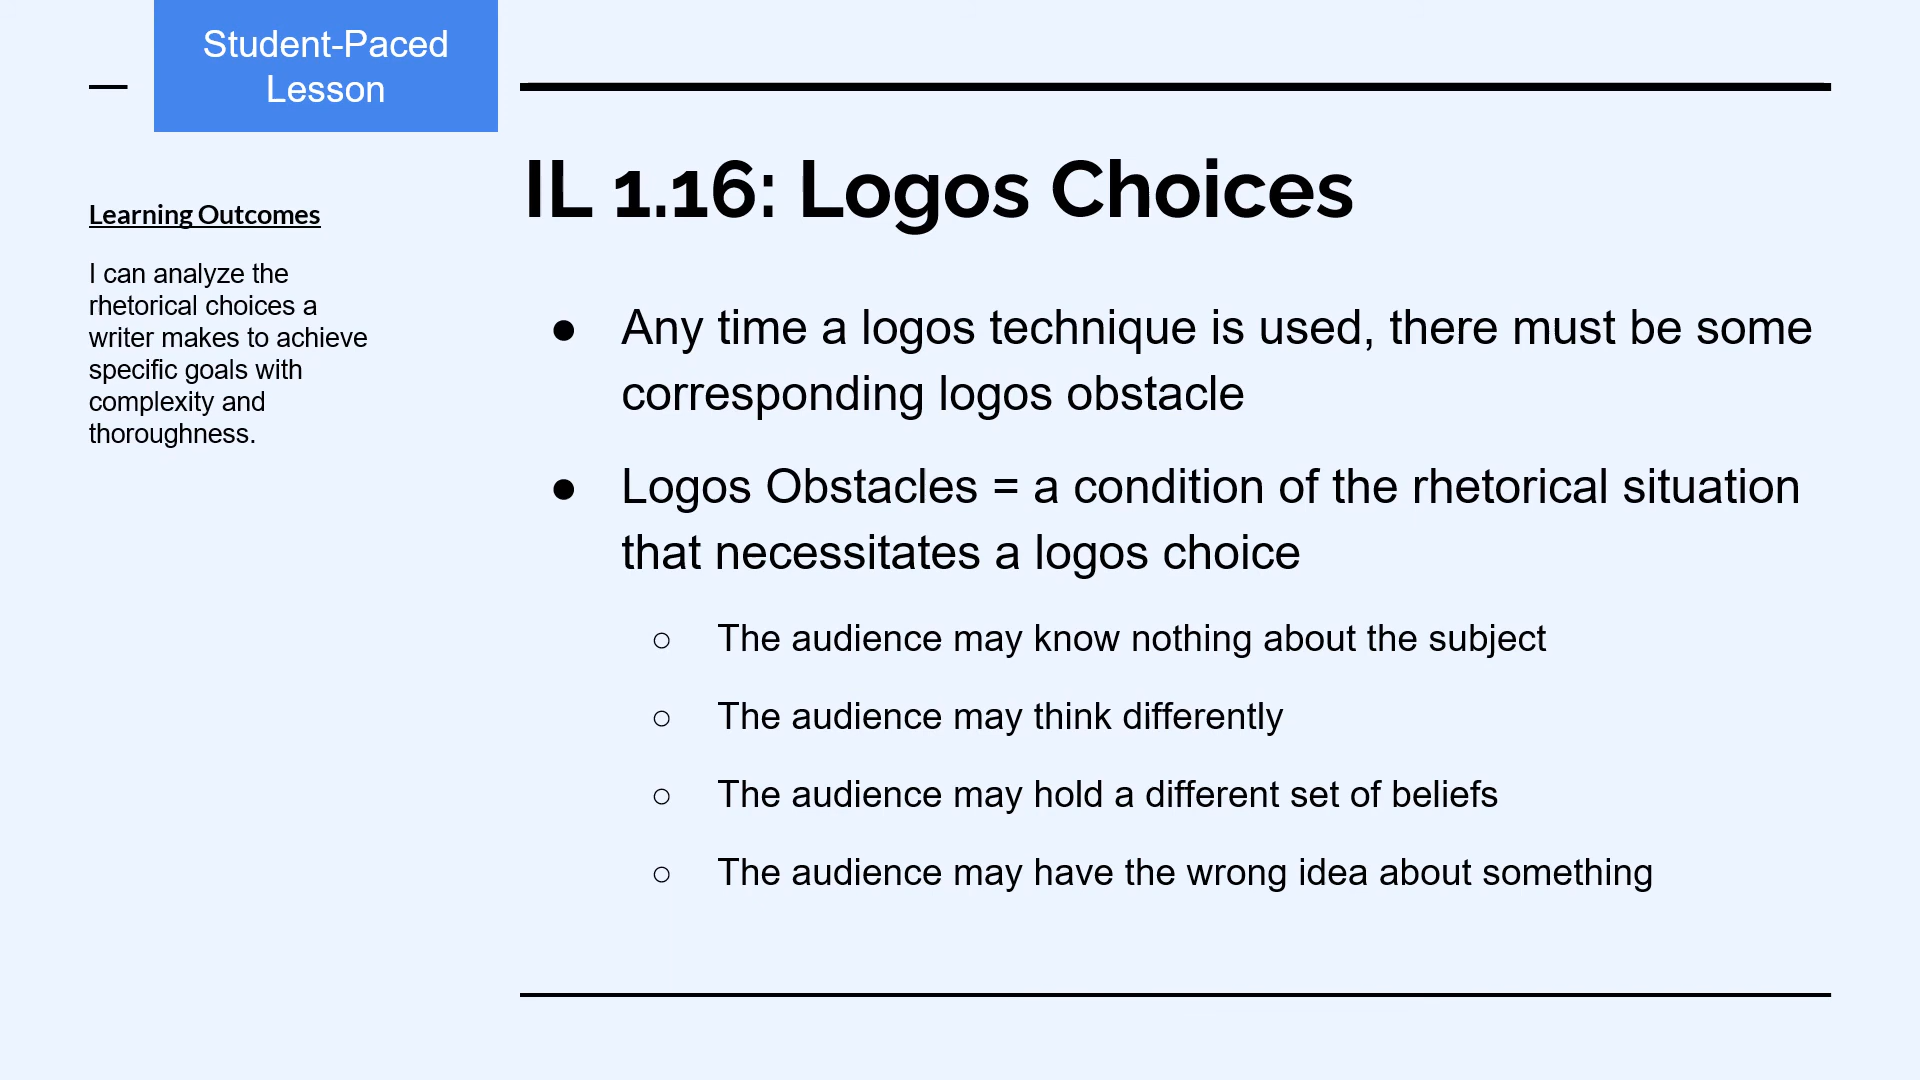 Student-Paced
Lesson
Learning Outcomes
I can analyze the
rhetorical choices a
writer makes to achieve
specific goals with
complexity and
thoroughness.
IL 1.16: Logos Choices
● Any time a logos technique is used, there must be some
corresponding logos obstacle
● Logos Obstacles = a condition of the rhetorical situation
that necessitates a logos choice
○ The audience may know nothing about the subject
○ The audience may think differently
○ The audience may hold a different set of beliefs
○ The audience may have the wrong idea about something